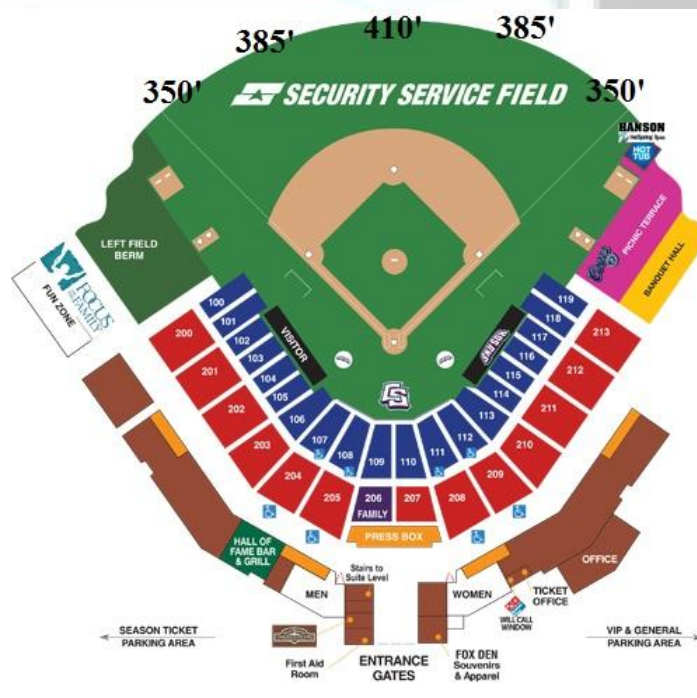 350'
385'
410'
385'
350'
SECURITY SERVICE FIELD
HANSON
HOT
TUB
LEFT FIELD
BERM
PICNIC TERRACE
Coors
BANQUET HALL
FOCUS
FAMILY
FUN ZONE
VISITOR
SKY SOX
CS
100
101
102
103
104
105
106
107
108
109
110
111
112
113
114
115
116
117
118
119
200
201
202
203
204
205
206
FAMILY
207
208
209
210
211
212
213
PRESS BOX
HALL OF
FAME BAR
& GRILL
Stairs to
Suite Level
MEN
WOMEN
OFFICE
TICKET
OFFICE
WILL CALL
WINDOW
SEASON TICKET
PARKING AREA
First Aid
Room
ENTRANCE
GATES
FOX DEN
Souvenirs
& Apparel
VIP & GENERAL
PARKING AREA